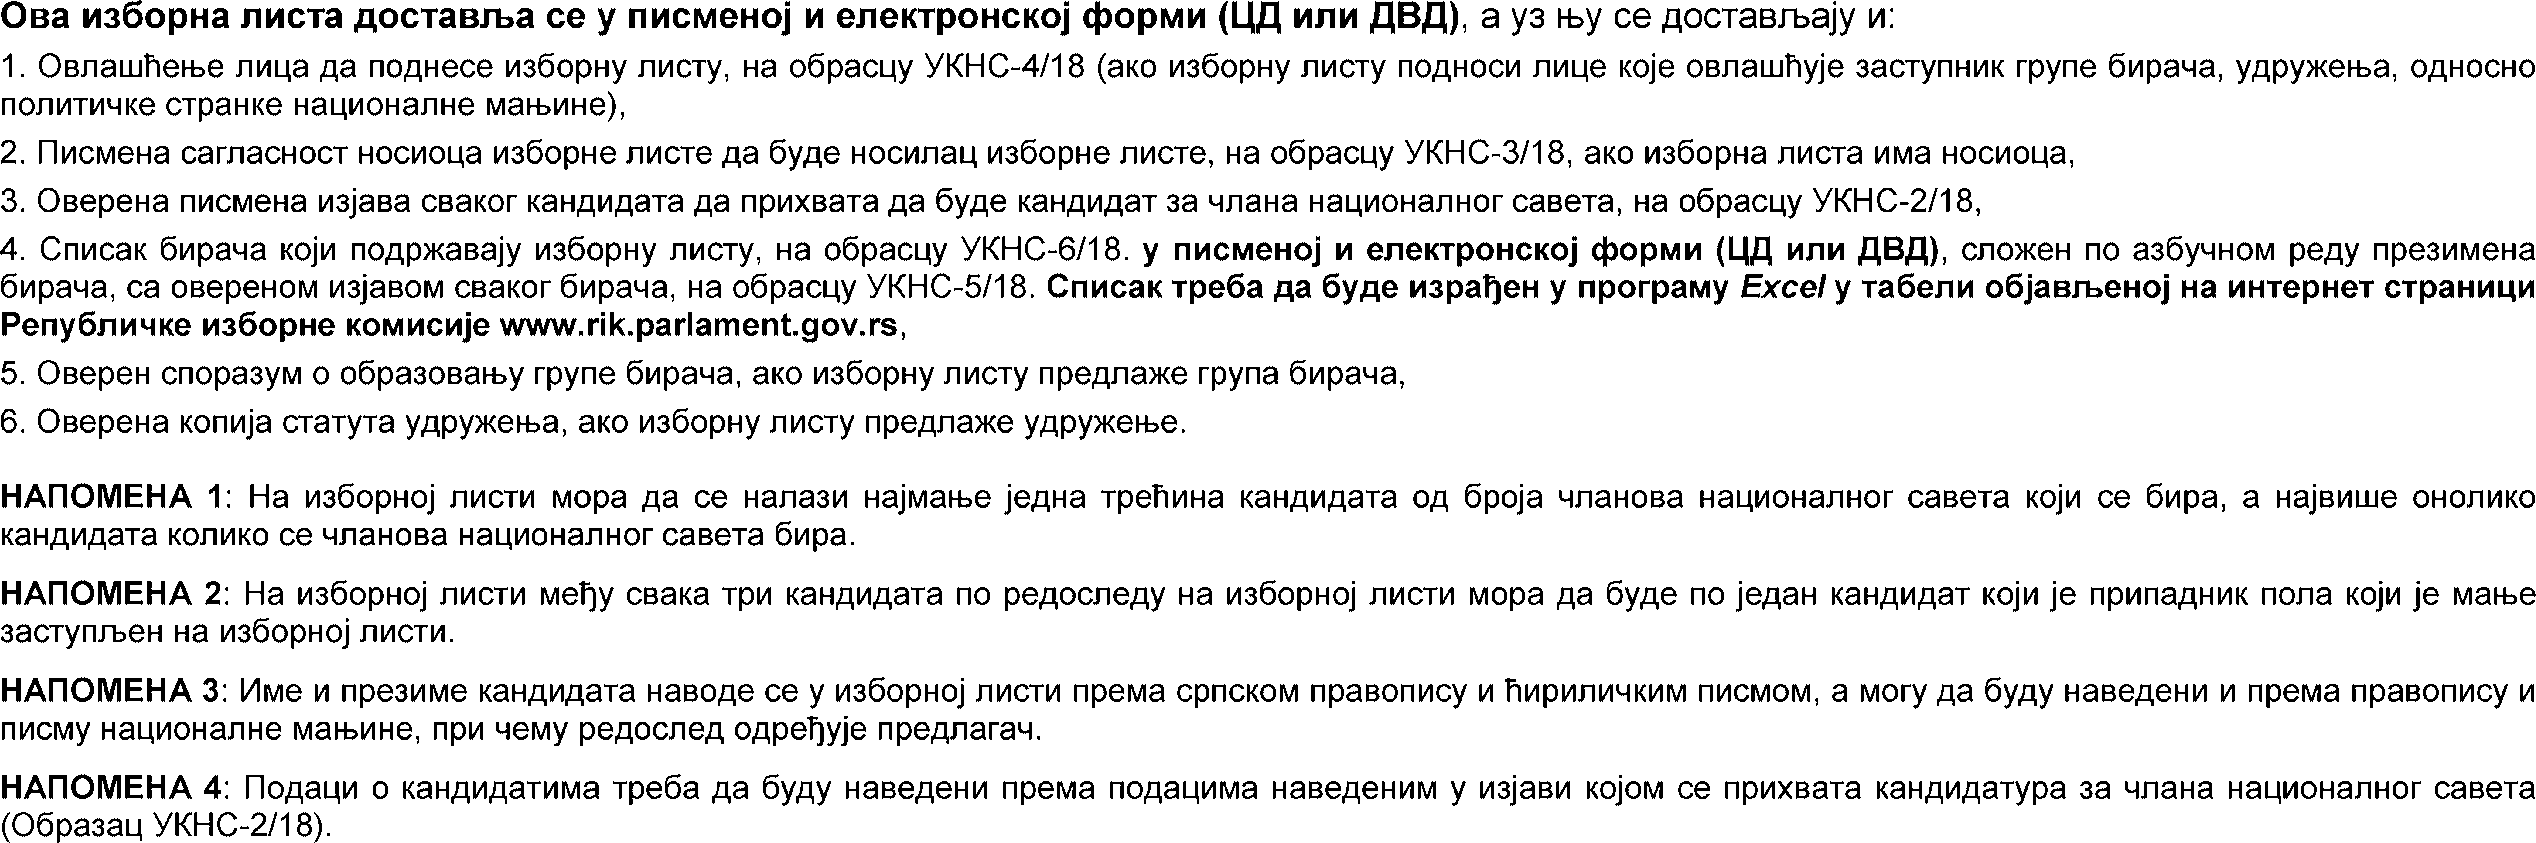 Ова изборна листа доставља се у писменој и електронској форми (ЦД или ДВД), а уз њу се достављају и:
1. Овлашћење лица да поднесе изборну листу, на обрасцу УКНС-4/18 (ако изборну листу подноси лице које овлашћује заступник групе бирача, удружења, односно
политичке странке националне мањине),
2. Писмена сагласност носиоца изборне листе да буде носилац изборне листе, на обрасцу УКНС-3/18, ако изборна листа има носиоца,
3. Оверена писмена изјава сваког кандидата да прихвата да буде кандидат за члана националног савета, на обрасцу УКНС-2/18,
4. Списак бирача који подржавају изборну листу, на обрасцу УКНС-6/18. у писменој и електронској форми (ЦД или ДВД), сложен по азбучном реду презимена
бирача, са овереном изјавом сваког бирача, на обрасцу УКНС-5/18. Списак треба да буде израђен у програму Excel у табели објављеној на интернет страници
Републичке изборне комисије www.rik.parlament.gov.rs,
5. Оверен споразум о образовању групе бирача, ако изборну листу предлаже група бирача,
6. Оверена копија статута удружења, ако изборну листу предлаже удружење.
НАПОМЕНА 1: На изборној листи мора да се налази најмање једна трећина кандидата од броја чланова националног савета који се бира, а највише онолико
кандидата колико се чланова националног савета бира.
НАПОМЕНА 2: На изборној листи међу свака три кандидата по редоследу на изборној листи мора да буде по један кандидат који је припадник пола који је мање
заступљен на изборној листи.
НАПОМЕНА 3: Име и презиме кандидата наводе се у изборној листи према српском правопису и ћириличким писмом, а могу да буду наведени и према правопису и
писму националне мањине, при чему редослед одређује предлагач.
НАПОМЕНА 4: Подаци о кандидатима треба да буду наведени према подацима наведеним у изјави којом се прихвата кандидатура за члана националног савета
(Образац УКНС-2/18).